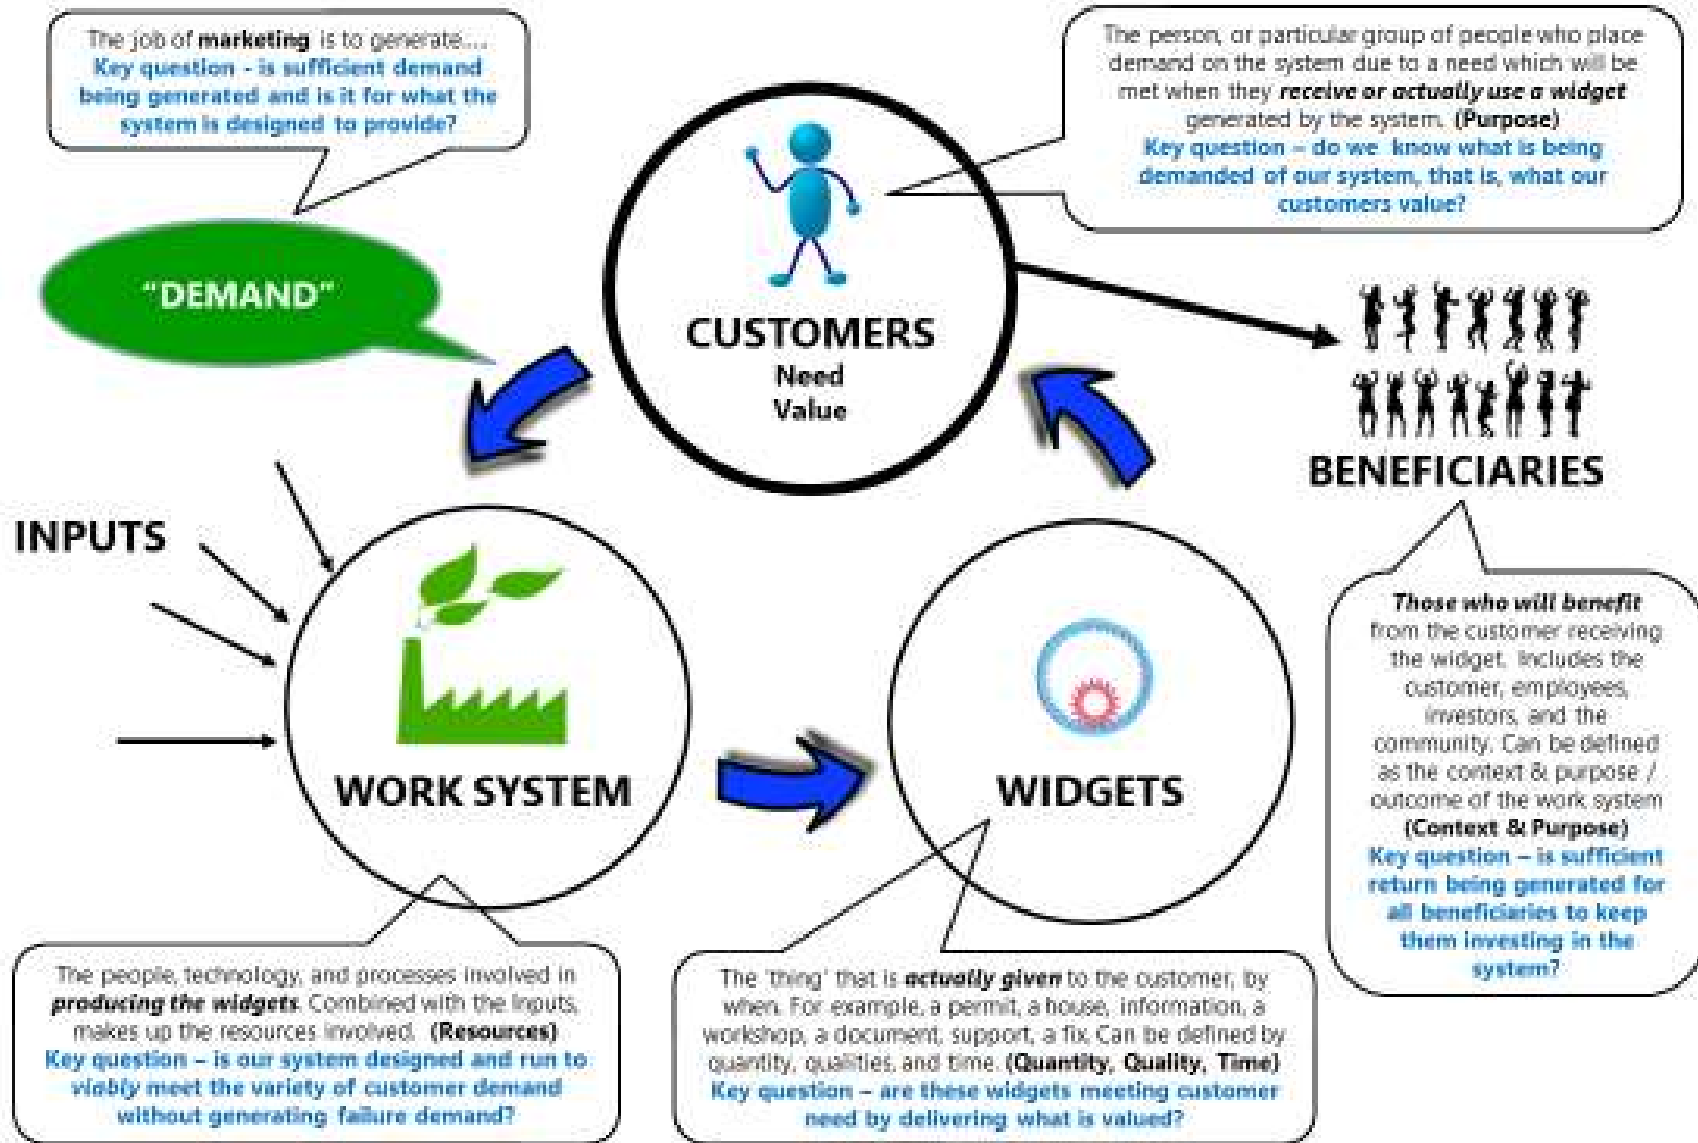 The job of marketing is to generate....
Key question - is sufficient demand
being generated and is it for what the
system is designed to provide?
The person, or particular group of people who place
demand on the system due to a need which will be
met when they receive or actually use a widget
generated by the system. (Purpose)
Key question – do we know what is being
demanded of our system, that is, what our
customers value?
"DEMAND"
CUSTOMERS
Need
Value
BENEFICIARIES
INPUTS
WORK SYSTEM
WIDGETS
Those who will benefit
from the customer receiving
the widget. Includes the
customer, employees,
investors, and the
community. Can be defined
as the context & purpose /
outcome of the work system
(Context & Purpose)
Key question – is sufficient
return being generated for
all beneficiaries to keep
them investing in the
system?
The people, technology, and processes involved in
producing the widgets. Combined with the Inputs,
makes up the resources involved. (Resources)
Key question – is our system designed and run to
viably meet the variety of customer demand
without generating failure demand?
The 'thing' that is actually given to the customer, by
when. For example, a permit, a house, information, a
workshop, a document, support, a fix. Can be defined by
quantity, qualities, and time. (Quantity, Quality, Time)
Key question – are these widgets meeting customer
need by delivering what is valued?